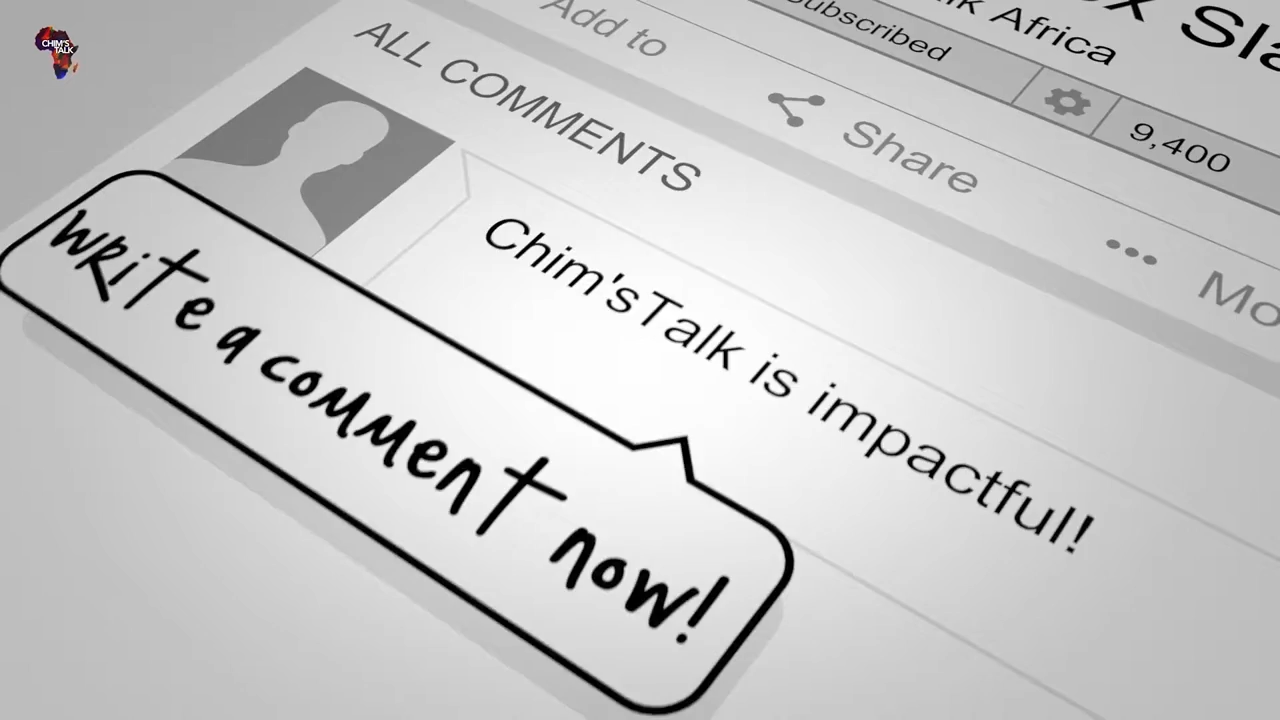 CHIM'S
TALK
Subscribed
Africa
9,400
Add to
Share
ALL COMMENTS
Chim'sTalk is impactful!
Write a comment now!